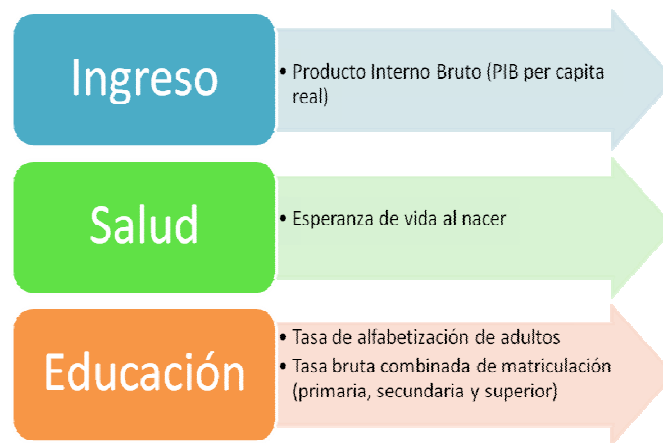 Ingreso
• Producto Interno Bruto (PIB per capita
real)
Salud
• Esperanza de vida al nacer
Educación
• Tasa de alfabetización de adultos
• Tasa bruta combinada de matriculación
(primaria, secundaria y superior)